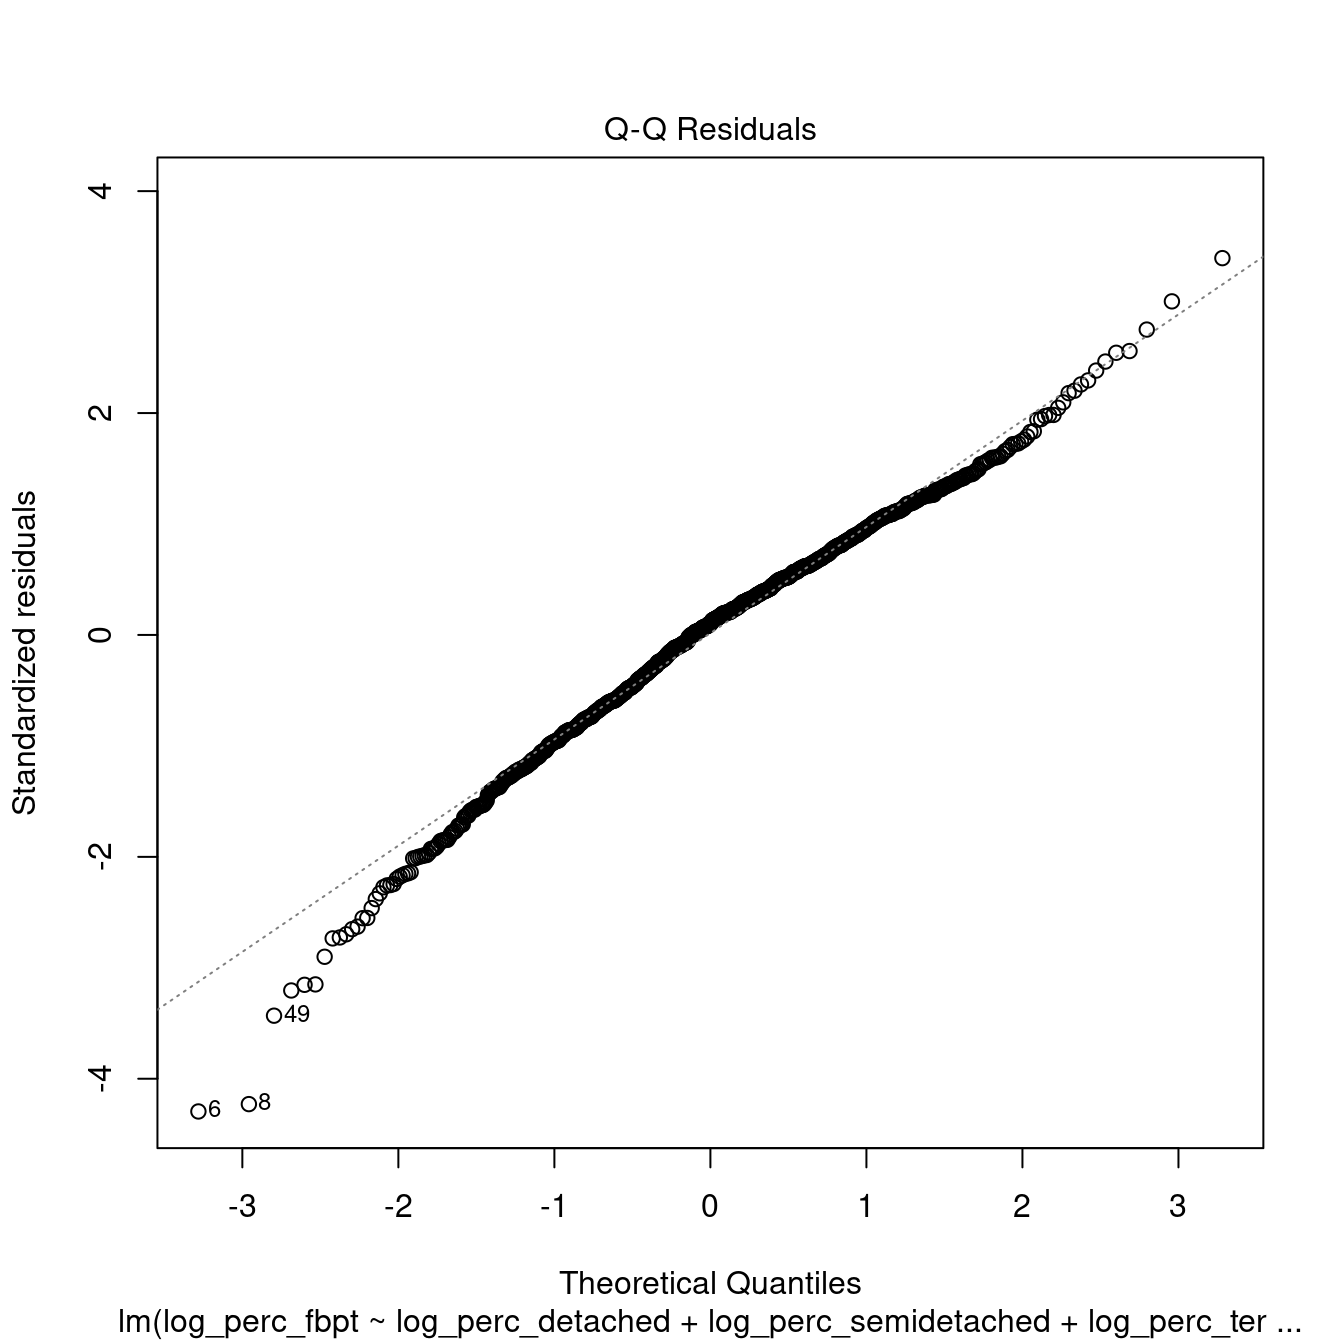 Q-Q Residuals
4
2
0
-2
-4
Standardized residuals
49
6
8
-3 -2 -1 0 1 2 3
Theoretical Quantiles
lm(log_perc_fbpt ~ log_perc_detached + log_perc_semidetached + log_perc_ter ...